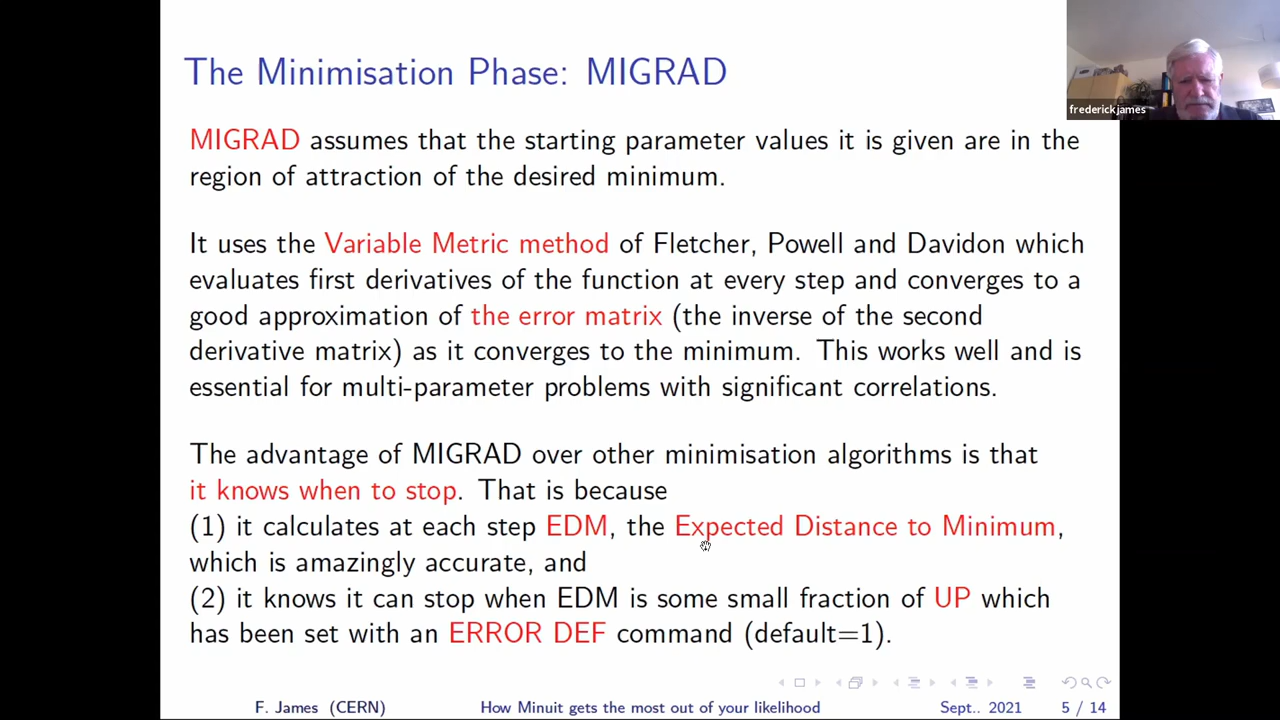 The Minimisation Phase: MIGRAD
frederick james
MIGRAD assumes that the starting parameter values it is given are in the
region of attraction of the desired minimum.
It uses the Variable Metric method of Fletcher, Powell and Davidon which
evaluates first derivatives of the function at every step and converges to a
good approximation of the error matrix (the inverse of the second
derivative matrix) as it converges to the minimum. This works well and is
essential for multi-parameter problems with significant correlations.
The advantage of MIGRAD over other minimisation algorithms is that
it knows when to stop. That is because
(1) it calculates at each step EDM, the Expected Distance to Minimum,
which is amazingly accurate, and
(2) it knows it can stop when EDM is some small fraction of UP which
has been set with an ERROR DEF command (default=1).
F. James (CERN) How Minuit gets the most out of your likelihood Sept.. 2021 5 / 14